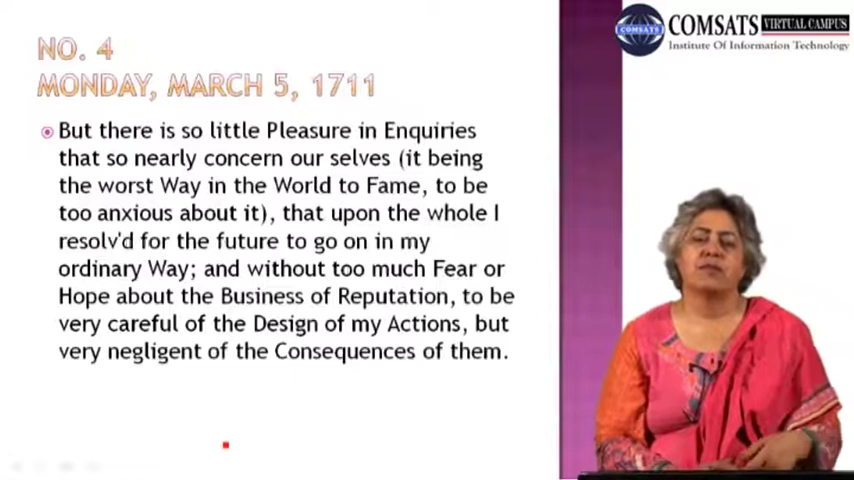 NO. 4
MONDAY, MARCH 5, 1711
But there is so little Pleasure in Enquiries
that so nearly concern our selves (it being
the worst Way in the World to Fame, to be
too anxious about it), that upon the whole I
resolv'd for the future to go on in my
ordinary Way; and without too much Fear or
Hope about the Business of Reputation, to be
very careful of the Design of my Actions, but
very negligent of the Consequences of them.
COMSATS
COMSATS VIRTUAL CAMPUS
Institute Of Information Technology